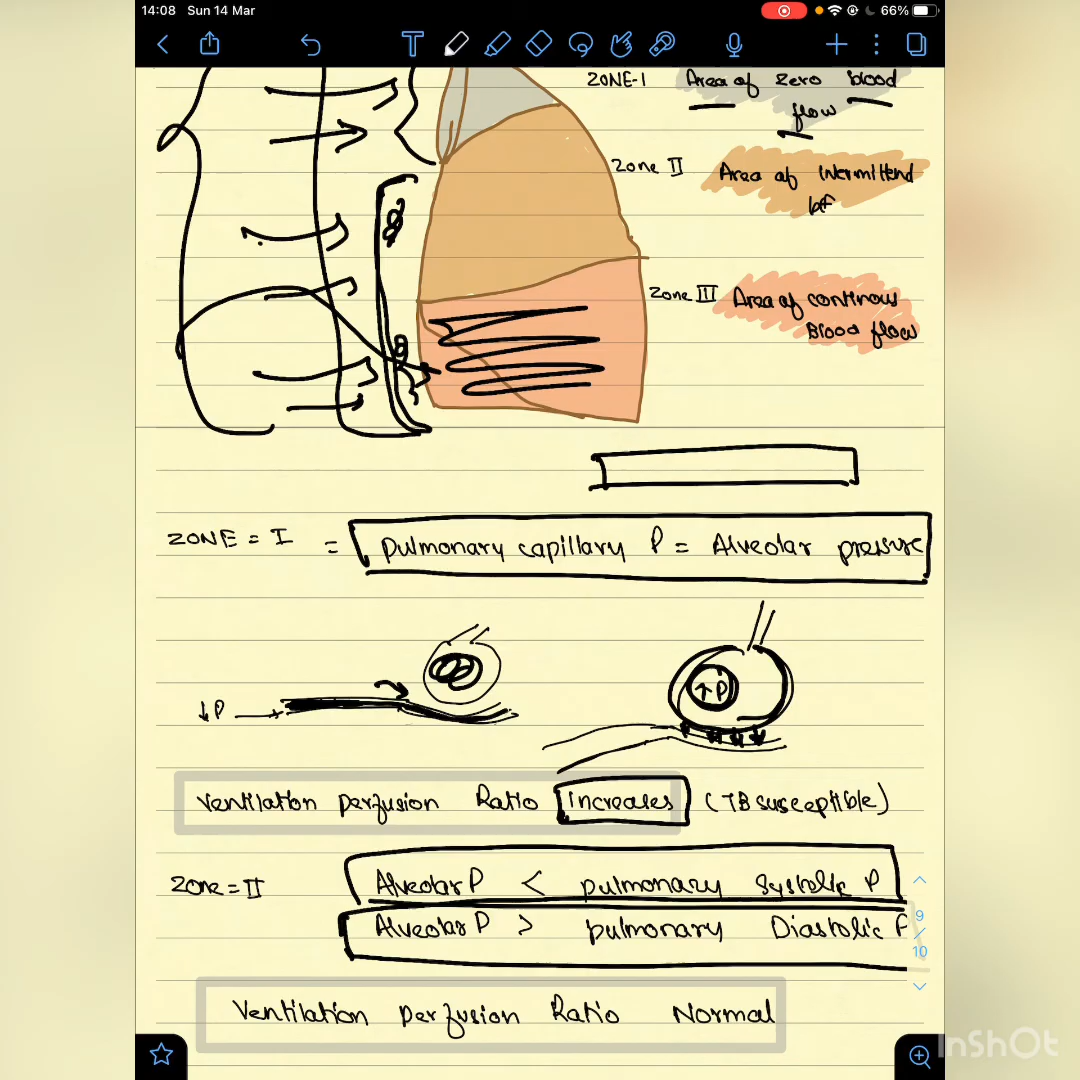 14:08 Sun 14 Mar 66%
ZONE-I Area of zero blood
flow
Zone II Area of Intermittend
bf
Zone III Area of continous
Blood flow
ZONE = I = Pulmonary capillary P = Alveolar pressure
↓P
↑P
Ventilation perfusion Ratio Increases (TB susceptible)
Zone = II Alveolar P < pulmonary Systolic P
Alveolar P > pulmonary Diastolic P
9
/
10
Ventilation perfusion Ratio Normal
InShOt